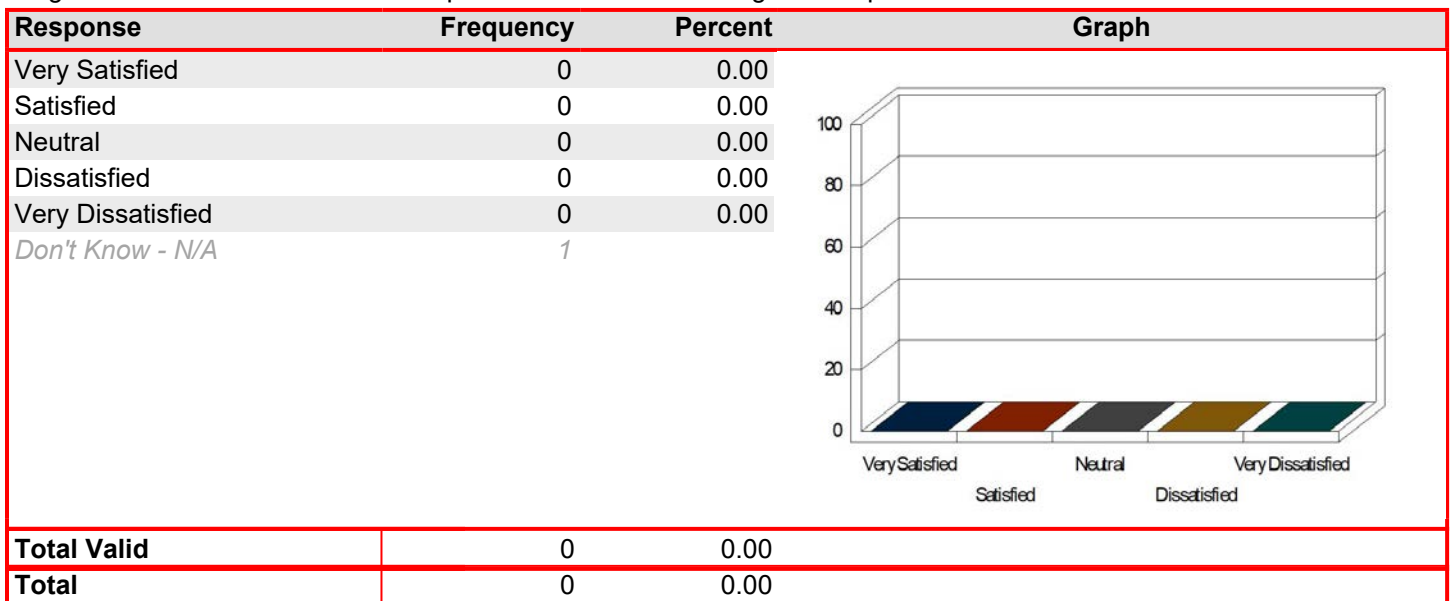 Response Frequency Percent Graph
Very Satisfied 0 0.00
Satisfied 0 0.00
Neutral 0 0.00
Dissatisfied 0 0.00
Very Dissatisfied 0 0.00
Don't Know - N/A 1
100
80
60
40
20
0
Very Satisfied Neutral Very Dissatisfied
Satisfied Dissatisfied
Total Valid 0 0.00
Total 0 0.00